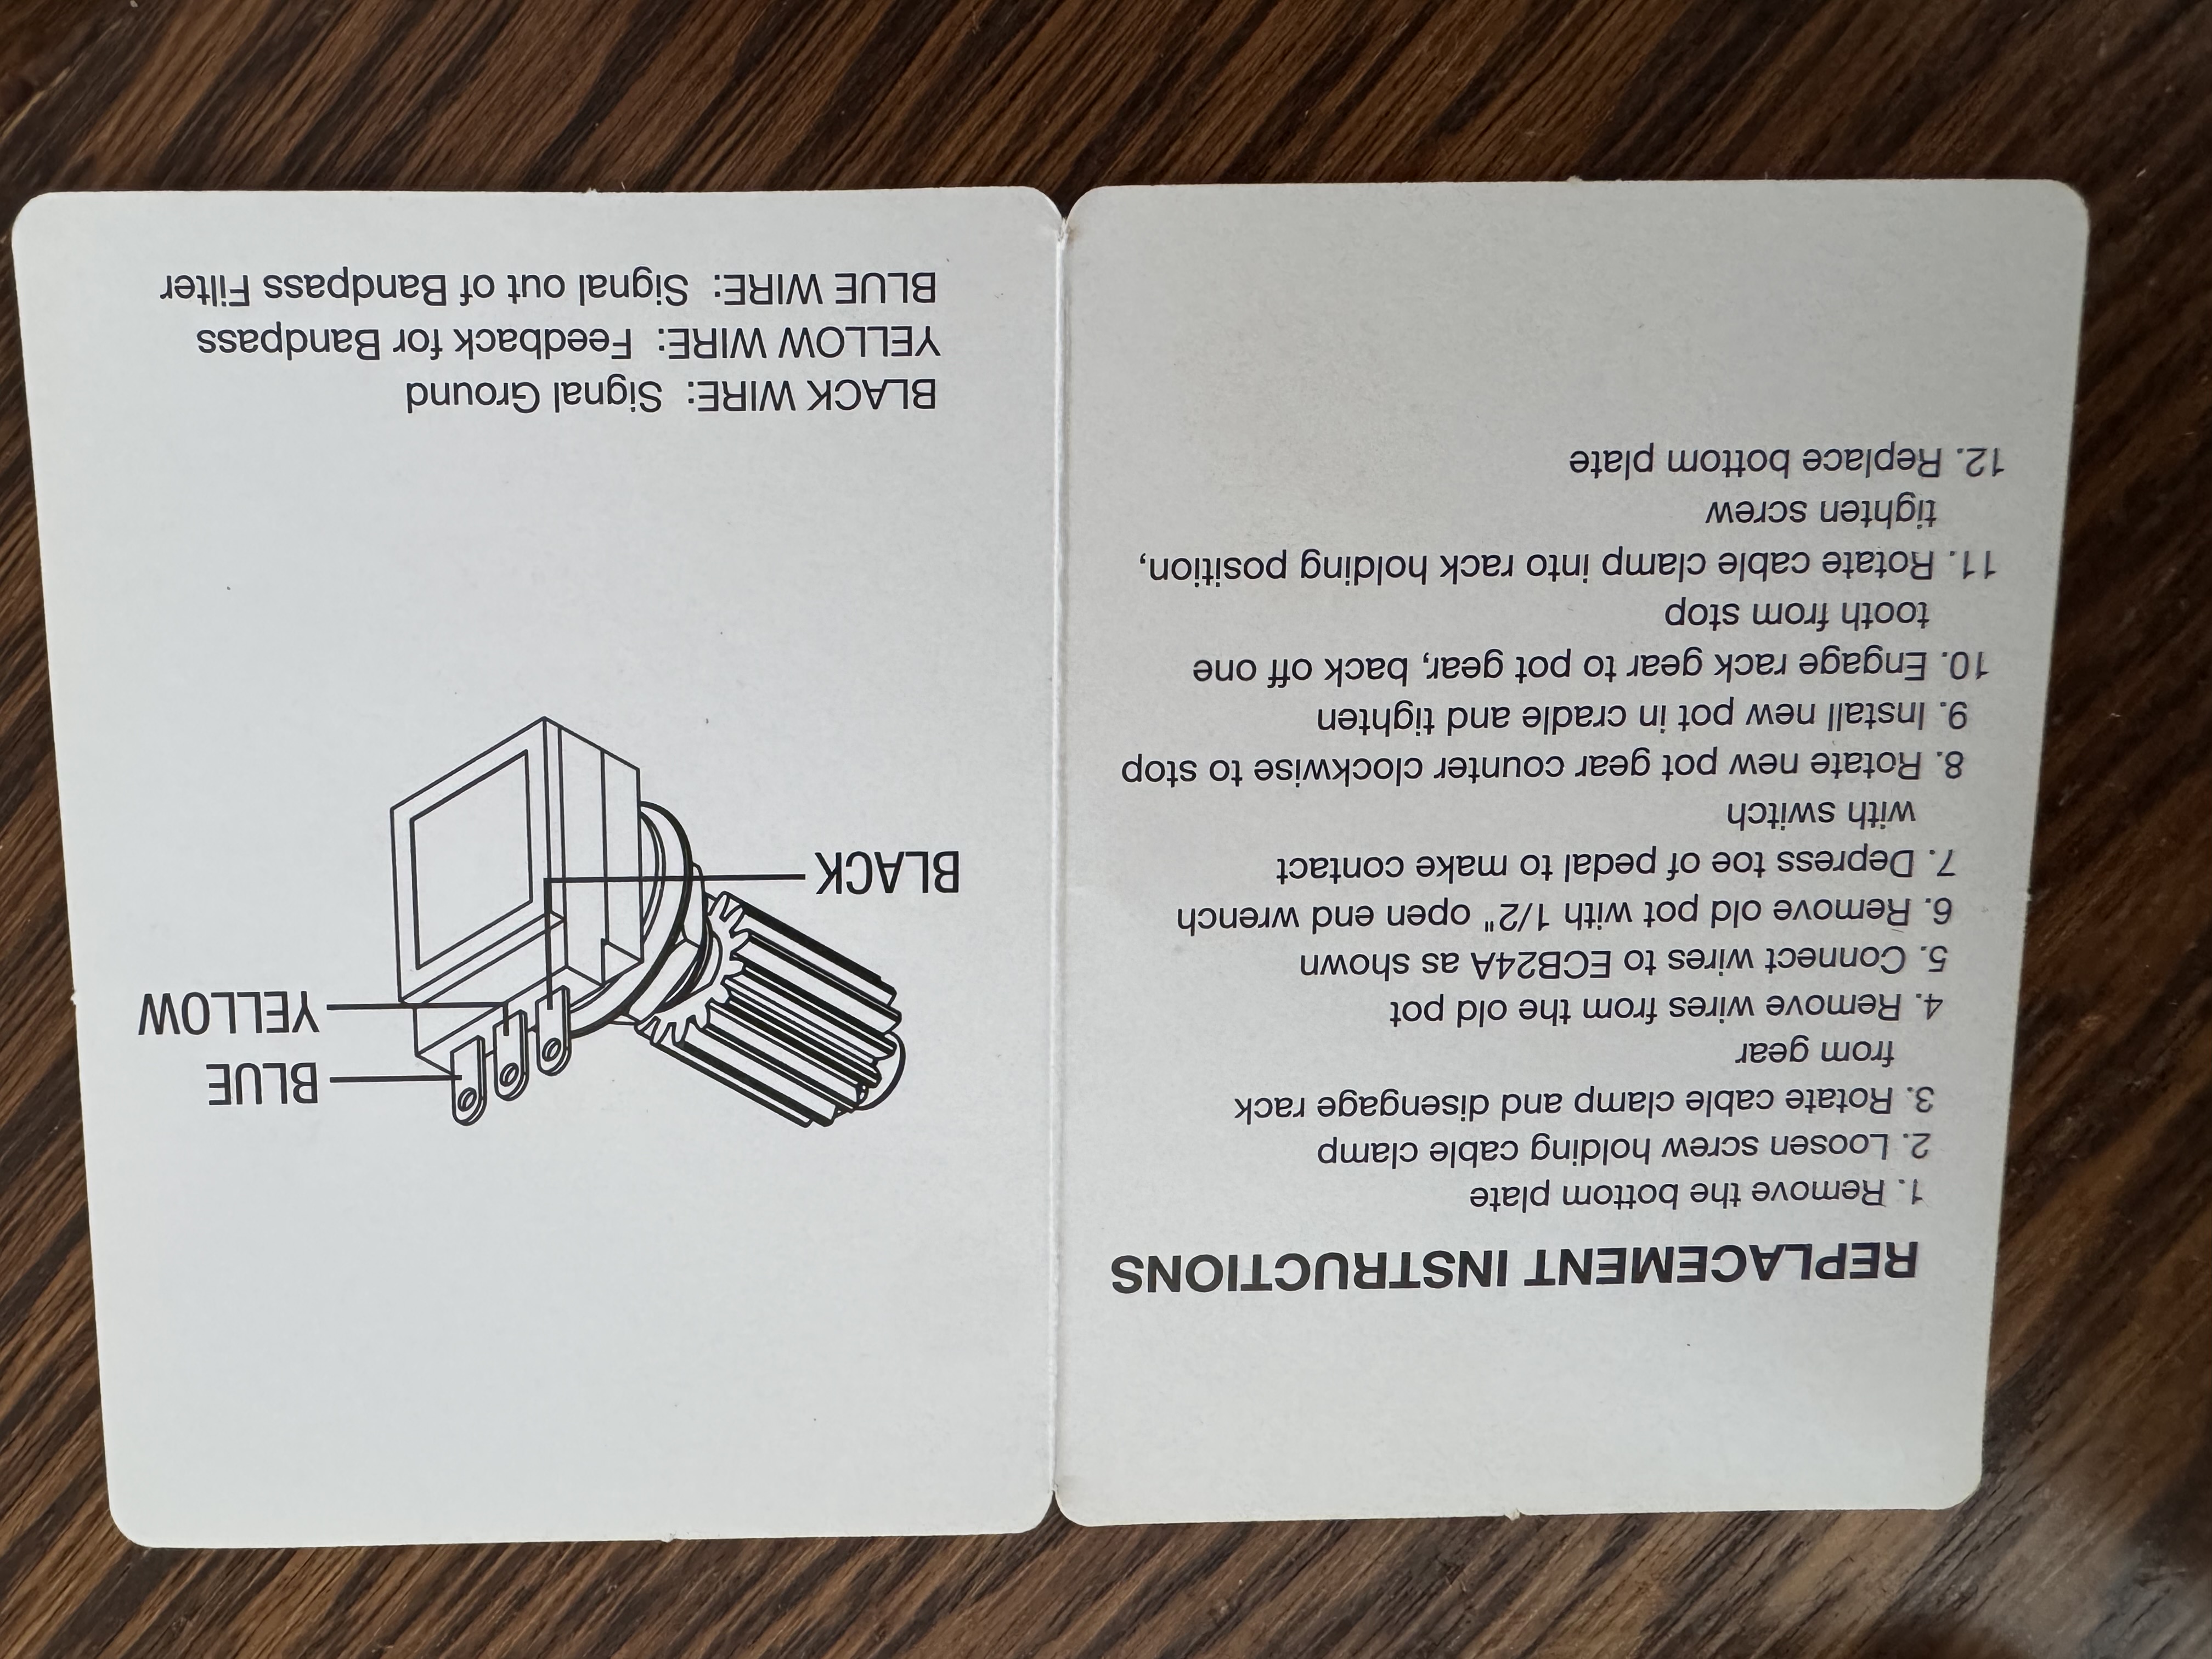 REPLACEMENT INSTRUCTIONS
1. Remove the bottom plate
2. Loosen screw holding cable clamp
3. Rotate cable clamp and disengage rack
from gear
4. Remove wires from the old pot
5. Connect wires to ECB24A as shown
6. Remove old pot with 1/2" open end wrench
7. Depress toe of pedal to make contact
with switch
8. Rotate new pot gear counter clockwise to stop
9. Install new pot in cradle and tighten
10. Engage rack gear to pot gear, back off one
tooth from stop
11. Rotate cable clamp into rack holding position,
tighten screw
12. Replace bottom plate
BLUE
YELLOW
BLACK
BLACK WIRE: Signal Ground
YELLOW WIRE: Feedback for Bandpass
BLUE WIRE: Signal out of Bandpass Filter